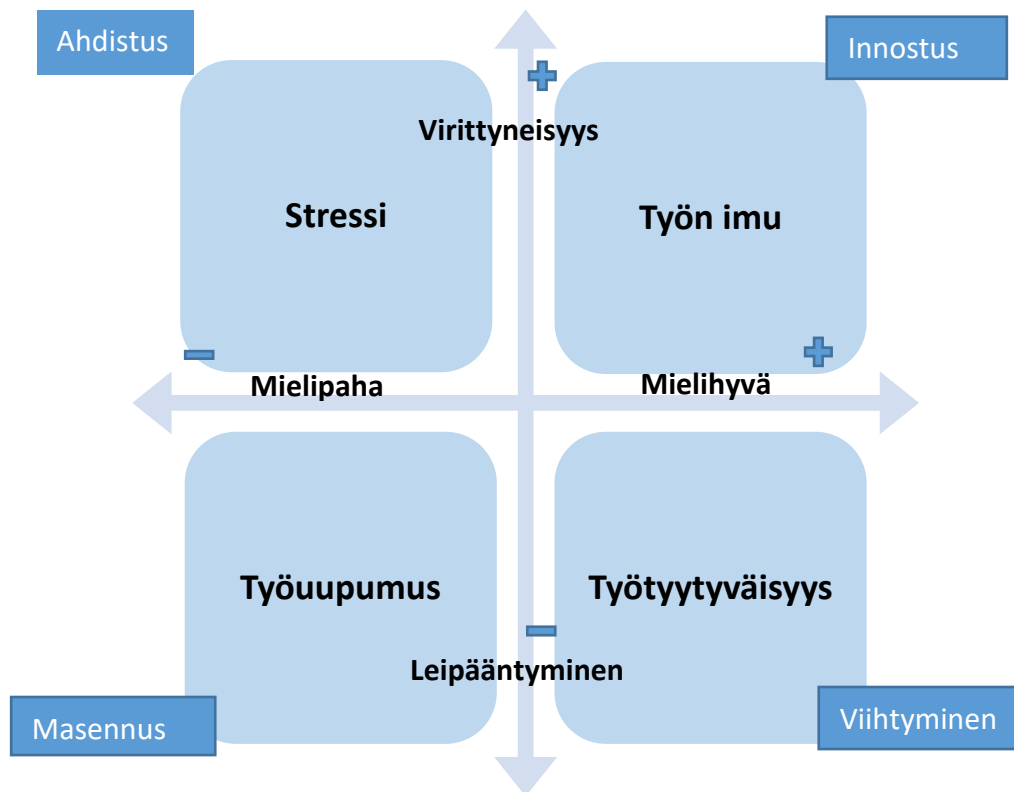 Ahdistus
Innostus
Virittyneisyys
Stressi
Työn imu
Mielipaha
Mielihyvä
Työuupumus
Työtyytyväisyys
Leipääntyminen
Masennus
Viihtyminen